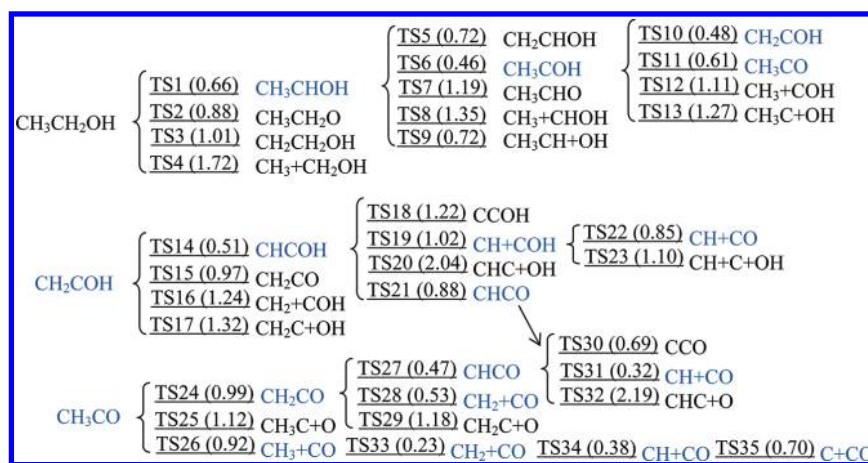 TS5 (0.72) CH₂CHOH
TS10 (0.48) CH₂COH
TS6 (0.46) CH₃COH
TS11 (0.61) CH₃CO
TS1 (0.66) CH₃CHOH
TS7 (1.19) CH₃CHO
TS12 (1.11) CH₃+COH
CH₃CH₂OH
TS2 (0.88) CH₃CH₂O
TS8 (1.35) CH₃+CHOH
TS13 (1.27) CH₃C+OH
TS3 (1.01) CH₂CH₂OH
TS9 (0.72) CH₃CH+OH
TS4 (1.72) CH₃+CH₂OH
TS18 (1.22) CCOH
TS14 (0.51) CHCOH
TS19 (1.02) CH+COH
TS22 (0.85) CH+CO
CH₂COH
TS15 (0.97) CH₂CO
TS20 (2.04) CHC+OH
TS23 (1.10) CH+C+OH
TS16 (1.24) CH₂+COH
TS21 (0.88) CHCO
TS17 (1.32) CH₂C+OH
TS30 (0.69) CCO
TS27 (0.47) CHCO
TS31 (0.32) CH+CO
TS24 (0.99) CH₂CO
TS28 (0.53) CH₂+CO
TS32 (2.19) CHC+O
CH₃CO
TS25 (1.12) CH₃C+O
TS29 (1.18) CH₂C+O
TS26 (0.92) CH₃+CO TS33 (0.23) CH₂+CO TS34 (0.38) CH+CO TS35 (0.70) C+CO